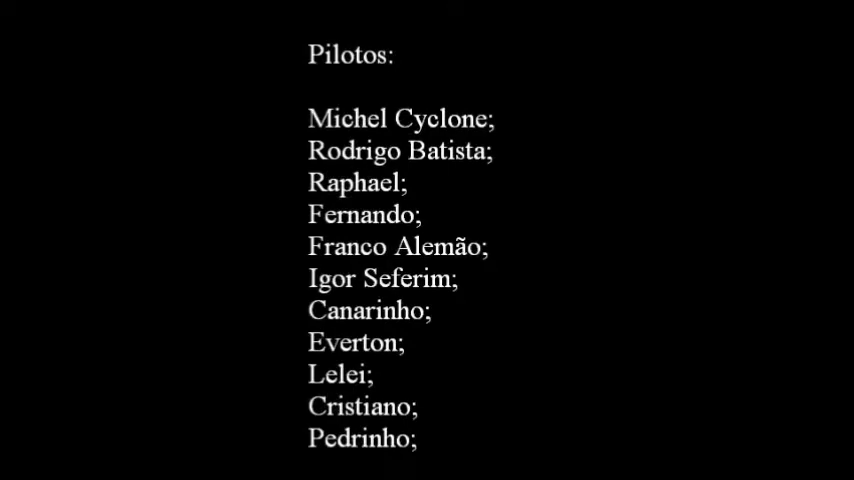 Pilotos:
Michel Cyclone;
Rodrigo Batista;
Raphael;
Fernando;
Franco Alemão;
Igor Seferim;
Canarinho;
Everton;
Lelei;
Cristiano;
Pedrinho;